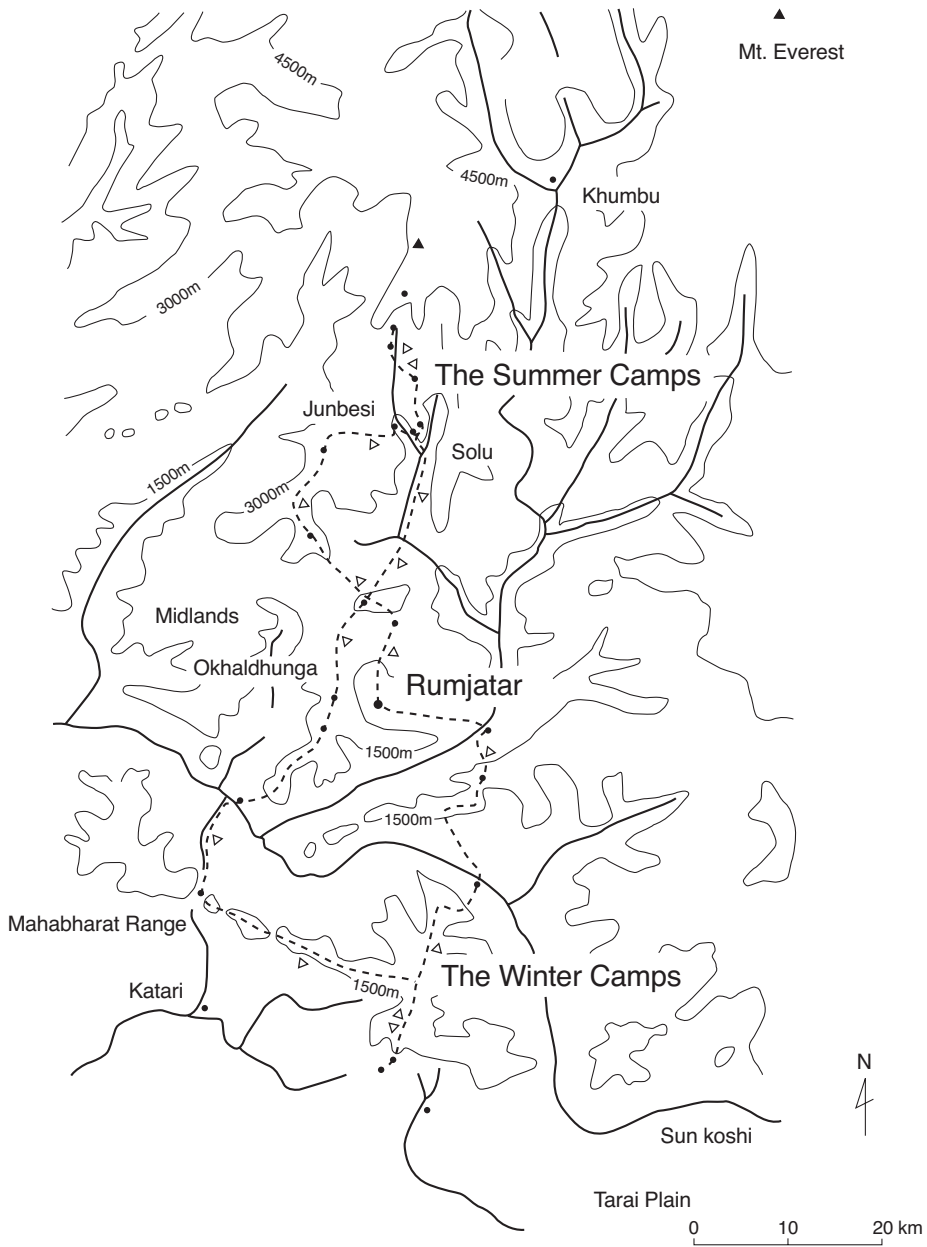 Mt. Everest
4500m
4500m
Khumbu
3000m
The Summer Camps
Junbesi
Solu
1500m
3000m
Midlands
Okhaldhunga
Rumjatar
1500m
1500m
Mahabharat Range
The Winter Camps
Katari
1500m
N
Sun koshi
Tarai Plain
0 10 20 km